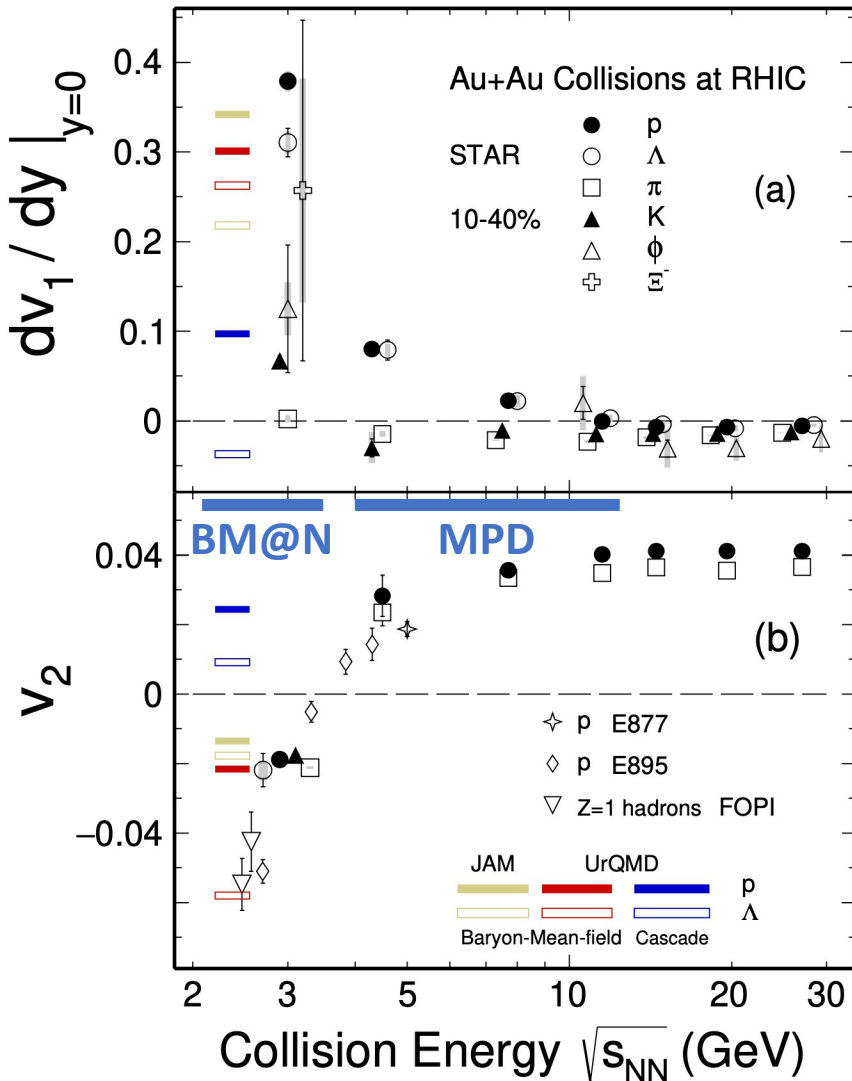 dv₁ / dy |y=0
0.4
0.3
0.2
0.1
0
Au+Au Collisions at RHIC
STAR
10-40%
p
Λ
π
K
ϕ
Ξ⁻
(a)
BM@N
MPD
v₂
0.04
0
−0.04
(b)
p E877
p E895
Z=1 hadrons FOPI
JAM UrQMD
p
Λ
Baryon-Mean-field Cascade
2 3 5 10 20 30
Collision Energy √sNN (GeV)